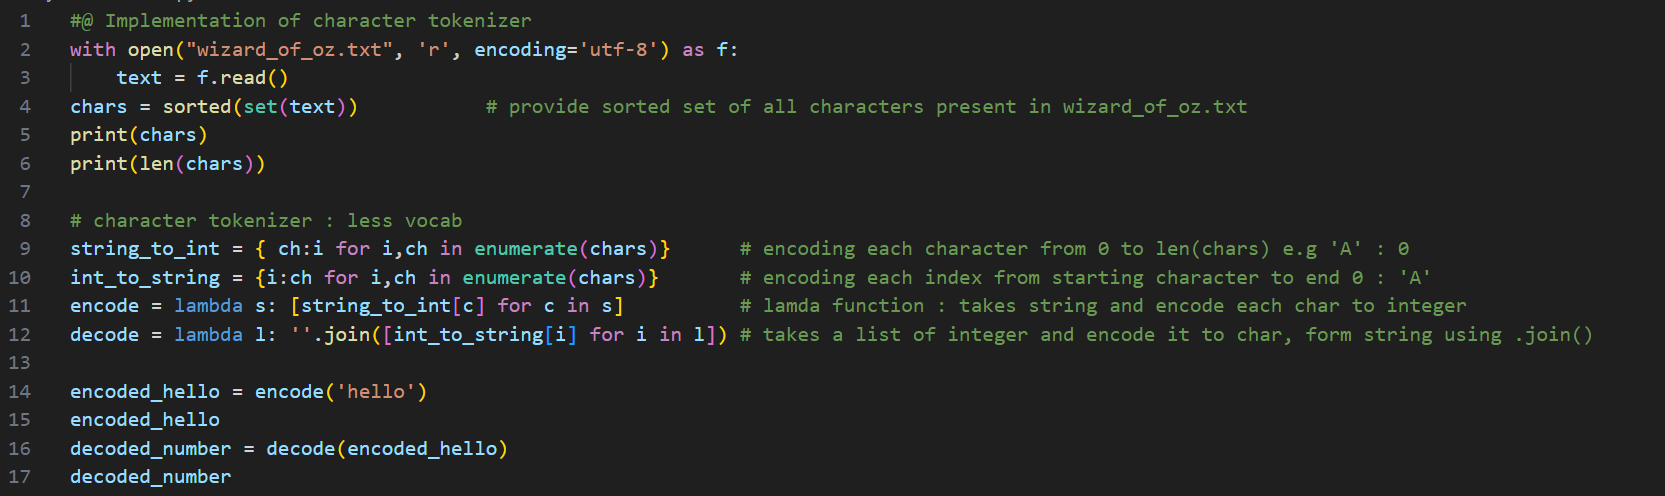 1 #@ Implementation of character tokenizer
2 with open("wizard_of_oz.txt", 'r', encoding='utf-8') as f:
3     text = f.read()
4 chars = sorted(set(text))           # provide sorted set of all characters present in wizard_of_oz.txt
5 print(chars)
6 print(len(chars))
7
8 # character tokenizer : less vocab
9 string_to_int = { ch:i for i,ch in enumerate(chars)}      # encoding each character from 0 to len(chars) e.g 'A' : 0
10 int_to_string = {i:ch for i,ch in enumerate(chars)}       # encoding each index from starting character to end 0 : 'A'
11 encode = lambda s: [string_to_int[c] for c in s]          # lamda function : takes string and encode each char to integer
12 decode = lambda l: ''.join([int_to_string[i] for i in l]) # takes a list of integer and encode it to char, form string using .join()
13
14 encoded_hello = encode('hello')
15 encoded_hello
16 decoded_number = decode(encoded_hello)
17 decoded_number